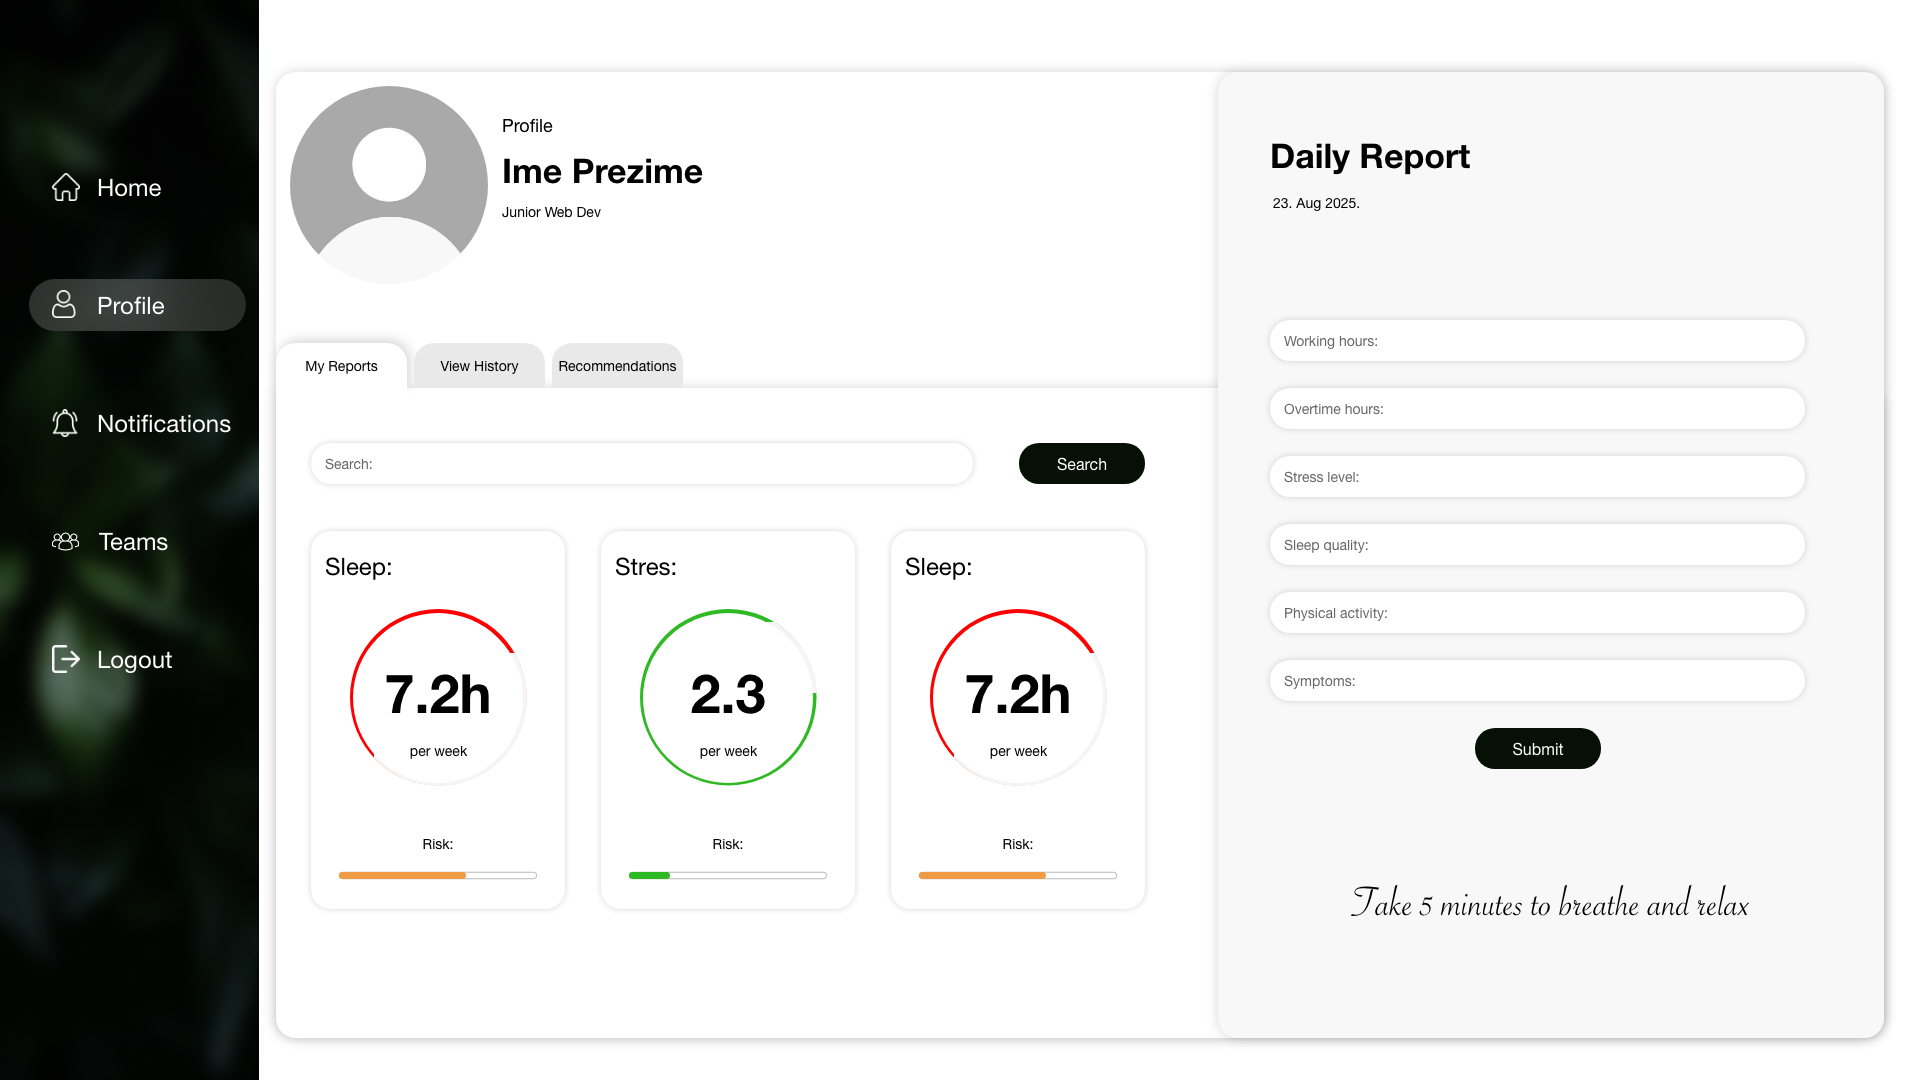 Home
Profile
Notifications
Teams
Logout
Profile
Ime Prezime
Junior Web Dev
My Reports
View History
Recommendations
Search:
Search
Sleep:
7.2h
per week
Risk:
Stres:
2.3
per week
Risk:
Sleep:
7.2h
per week
Risk:
Daily Report
23. Aug 2025.
Working hours:
Overtime hours:
Stress level:
Sleep quality:
Physical activity:
Symptoms:
Submit
Take 5 minutes to breathe and relax